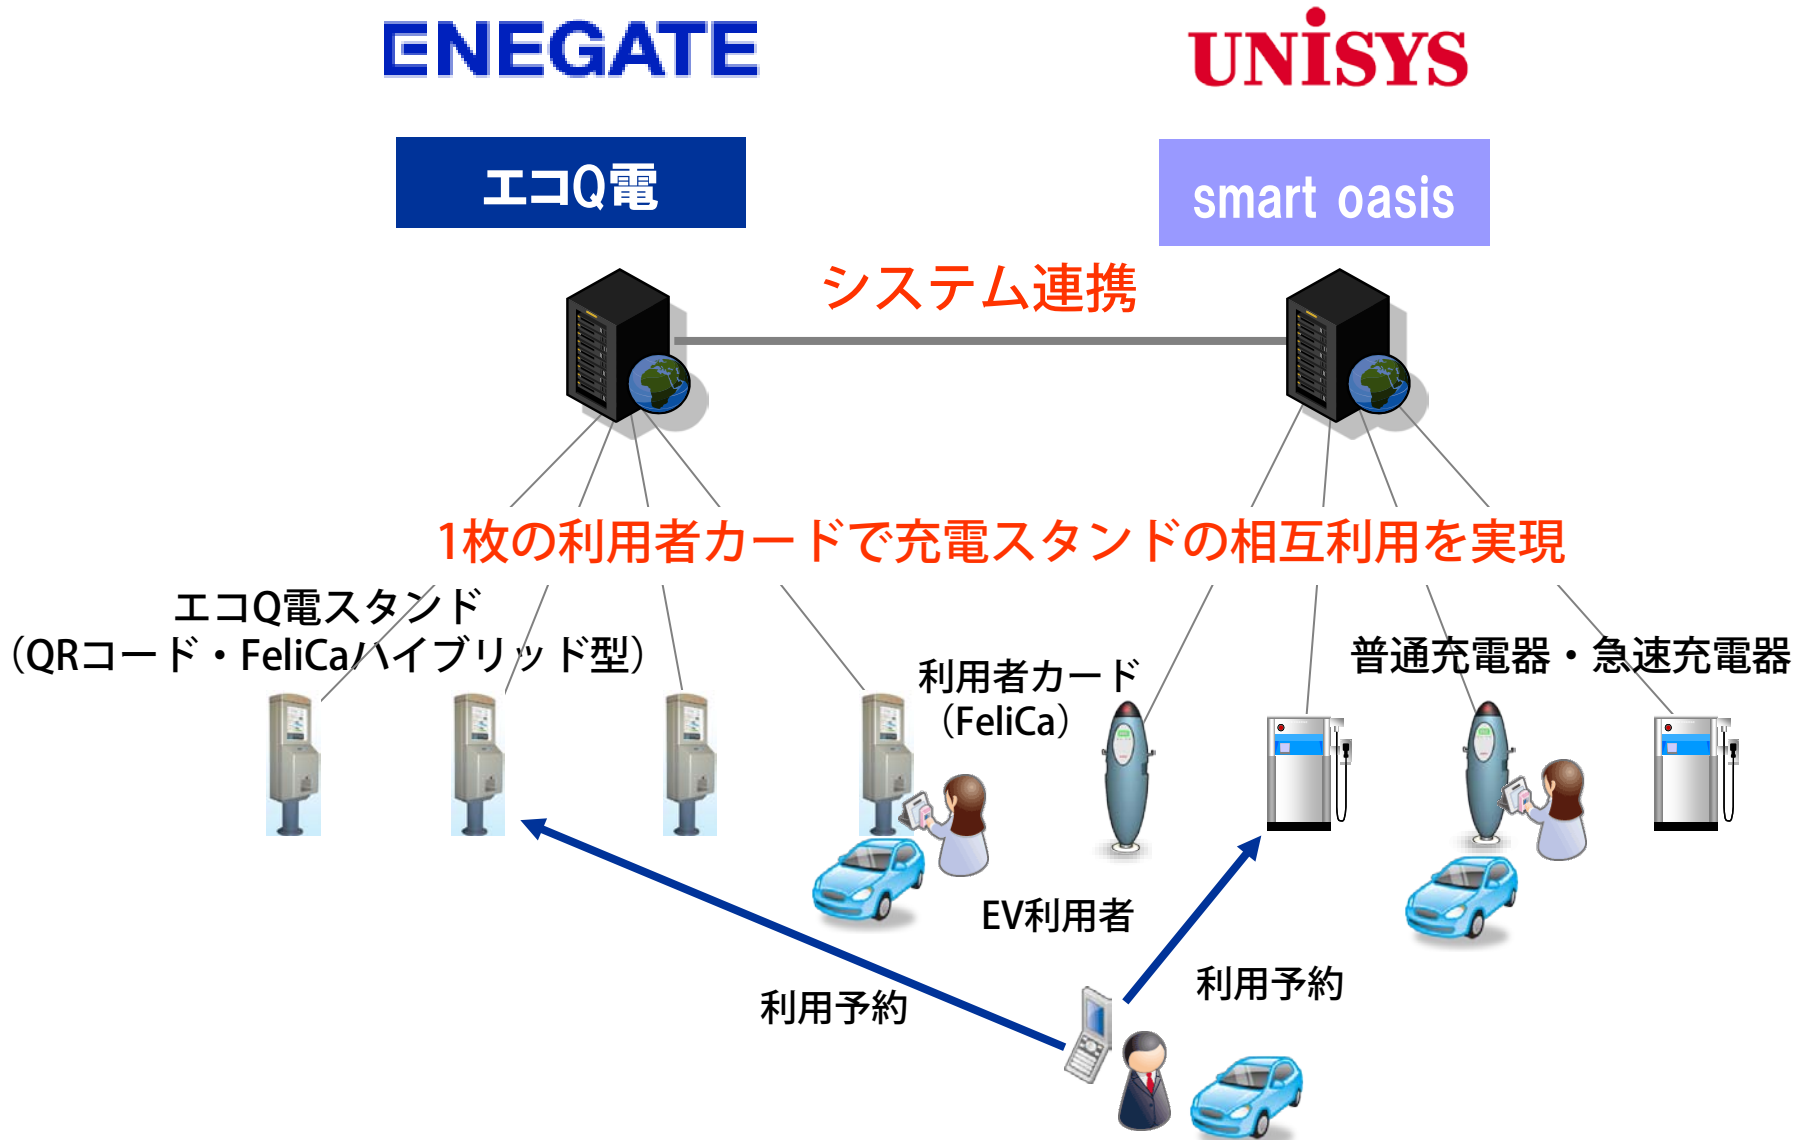 ENEGATE
UNISYS
エコQ電
smart oasis
システム連携
1枚の利用者カードで充電スタンドの相互利用を実現
エコQ電スタンド
（QRコード・FeliCaハイブリッド型）
利用者カード
（FeliCa）
普通充電器・急速充電器
EV利用者
利用予約
利用予約